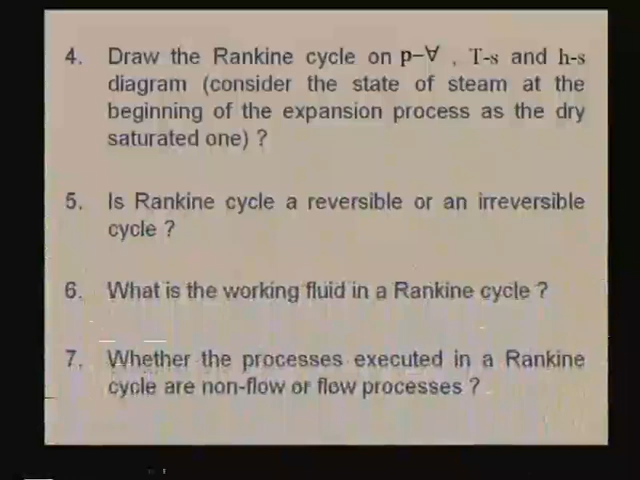 4. Draw the Rankine cycle on p-∀ , T-s and h-s
diagram (consider the state of steam at the
beginning of the expansion process as the dry
saturated one) ?
5. Is Rankine cycle a reversible or an irreversible
cycle ?
6. What is the working fluid in a Rankine cycle ?
7. Whether the processes executed in a Rankine
cycle are non-flow or flow processes ?